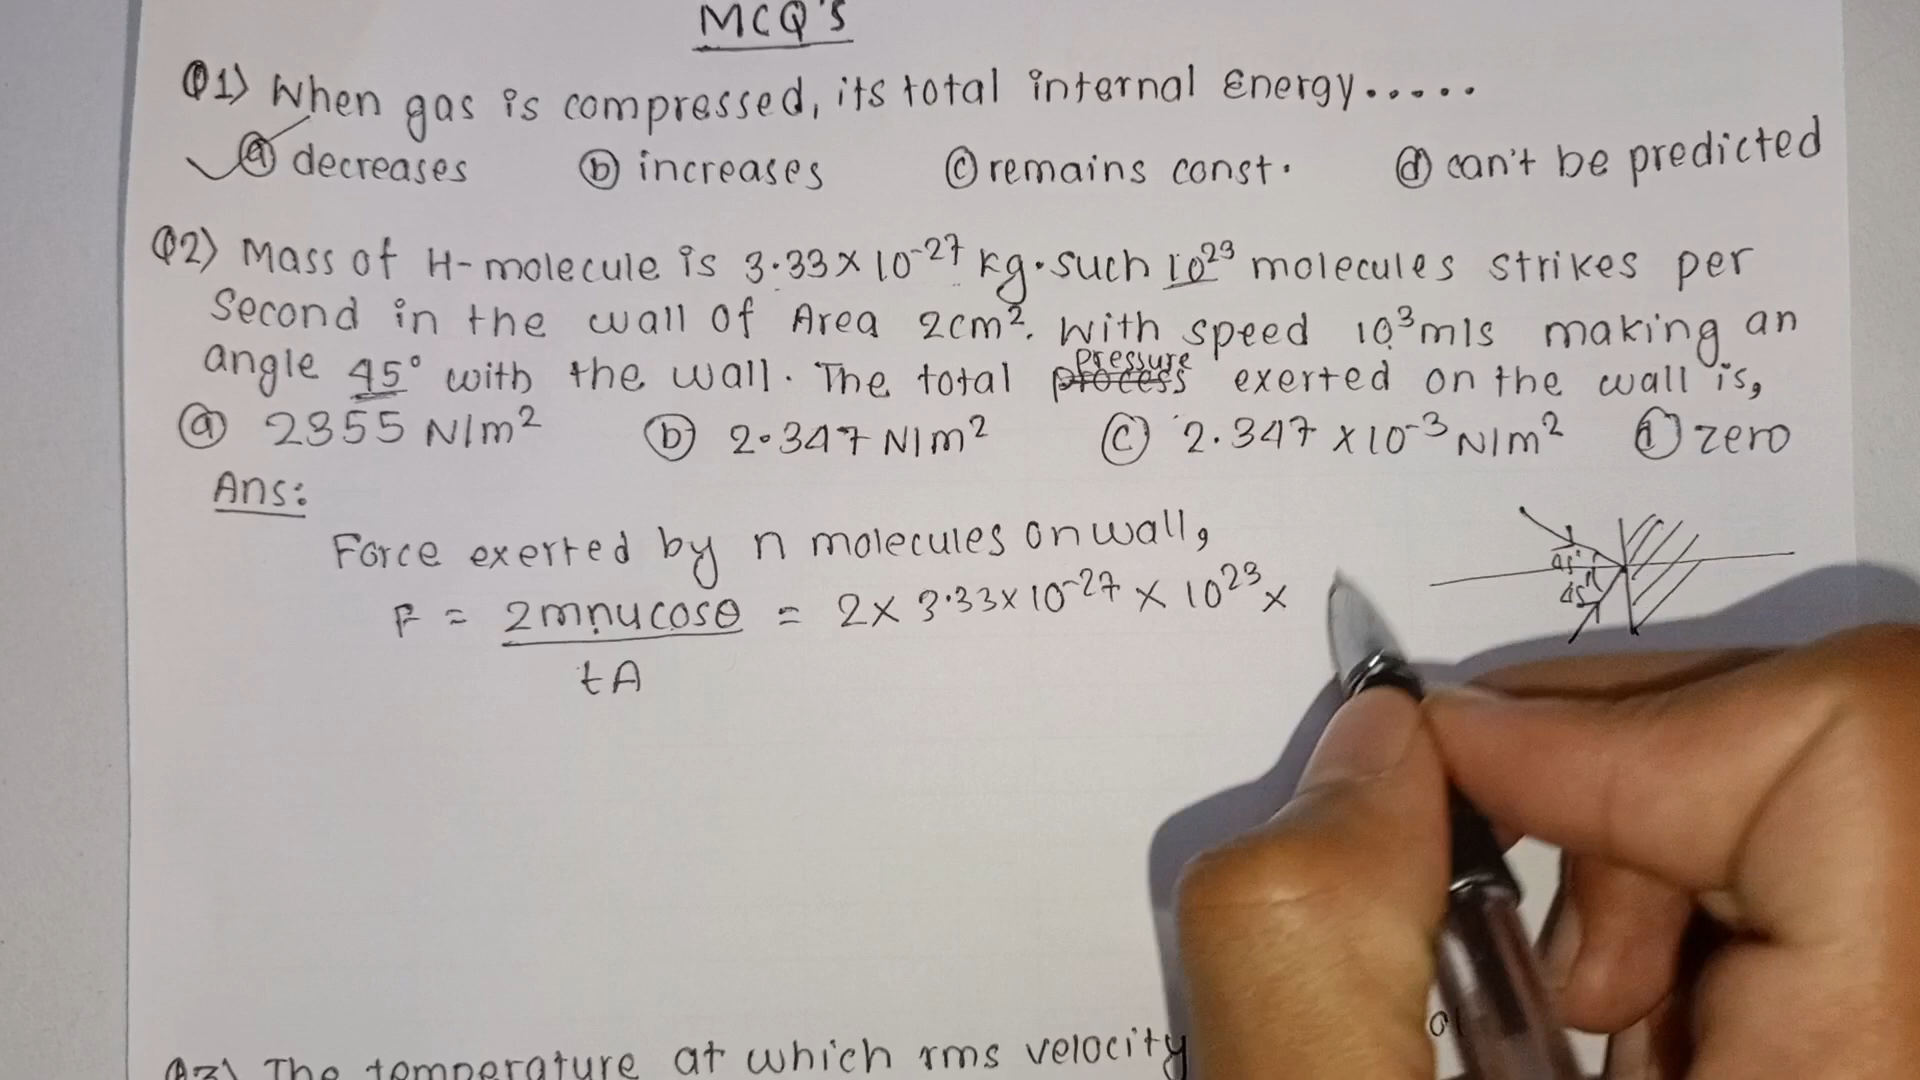 MCQ's
Q1) When gas is compressed, its total internal Energy.....
(a) decreases (b) increases (c) remains const. (d) can't be predicted
Q2) Mass of H-molecule is 3.33×10⁻²⁷ kg. such 10²³ molecules strikes per
second in the wall of Area 2cm². With speed 10³m/s making an
pressure
angle 45° with the wall. The total process exerted on the wall is,
(a) 2355 N/m² (b) 2.347 N/m² (c) 2.347 ×10⁻³ N/m² (d) zero
Ans:
Force exerted by n molecules on wall,
F = 2mnucosθ = 2× 3.33×10⁻²⁷ × 10²³ ×
tA
45°
45°
Q3) The temperature at which rms velocity